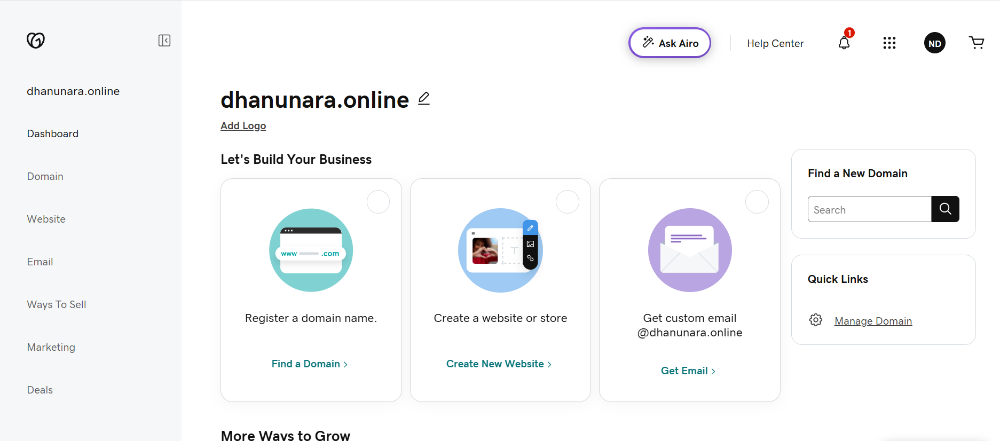 Ask Airo
Help Center
1
ND
dhanunara.online
Dashboard
Domain
Website
Email
Ways To Sell
Marketing
Deals
dhanunara.online
Add Logo
Let's Build Your Business
www .com
Register a domain name.
Find a Domain
T
Create a website or store
Create New Website
Get custom email
@dhanunara.online
Get Email
Find a New Domain
Search
Quick Links
Manage Domain
More Ways to Grow